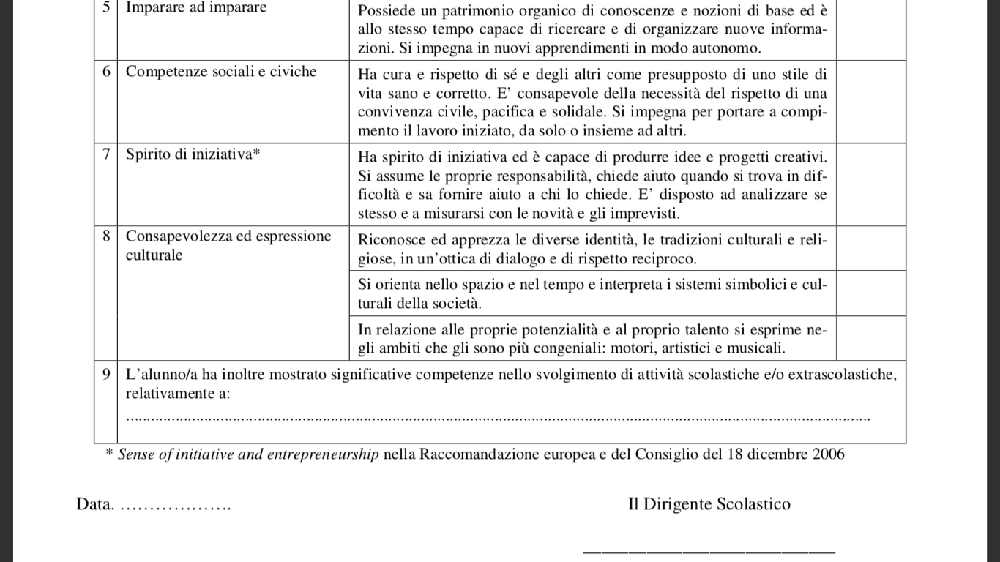 5 Imparare ad imparare Possiede un patrimonio organico di conoscenze e nozioni di base ed è
allo stesso tempo capace di ricercare e di organizzare nuove informa-
zioni. Si impegna in nuovi apprendimenti in modo autonomo.
6 Competenze sociali e civiche Ha cura e rispetto di sé e degli altri come presupposto di uno stile di
vita sano e corretto. E’ consapevole della necessità del rispetto di una
convivenza civile, pacifica e solidale. Si impegna per portare a compi-
mento il lavoro iniziato, da solo o insieme ad altri.
7 Spirito di iniziativa* Ha spirito di iniziativa ed è capace di produrre idee e progetti creativi.
Si assume le proprie responsabilità, chiede aiuto quando si trova in dif-
ficoltà e sa fornire aiuto a chi lo chiede. E’ disposto ad analizzare se
stesso e a misurarsi con le novità e gli imprevisti.
8 Consapevolezza ed espressione
culturale
Riconosce ed apprezza le diverse identità, le tradizioni culturali e reli-
giose, in un’ottica di dialogo e di rispetto reciproco.
Si orienta nello spazio e nel tempo e interpreta i sistemi simbolici e cul-
turali della società.
In relazione alle proprie potenzialità e al proprio talento si esprime ne-
gli ambiti che gli sono più congeniali: motori, artistici e musicali.
9 L’alunno/a ha inoltre mostrato significative competenze nello svolgimento di attività scolastiche e/o extrascolastiche,
relativamente a:
....................................................................................................
* Sense of initiative and entrepreneurship nella Raccomandazione europea e del Consiglio del 18 dicembre 2006
Data. ………………. Il Dirigente Scolastico
____________________________